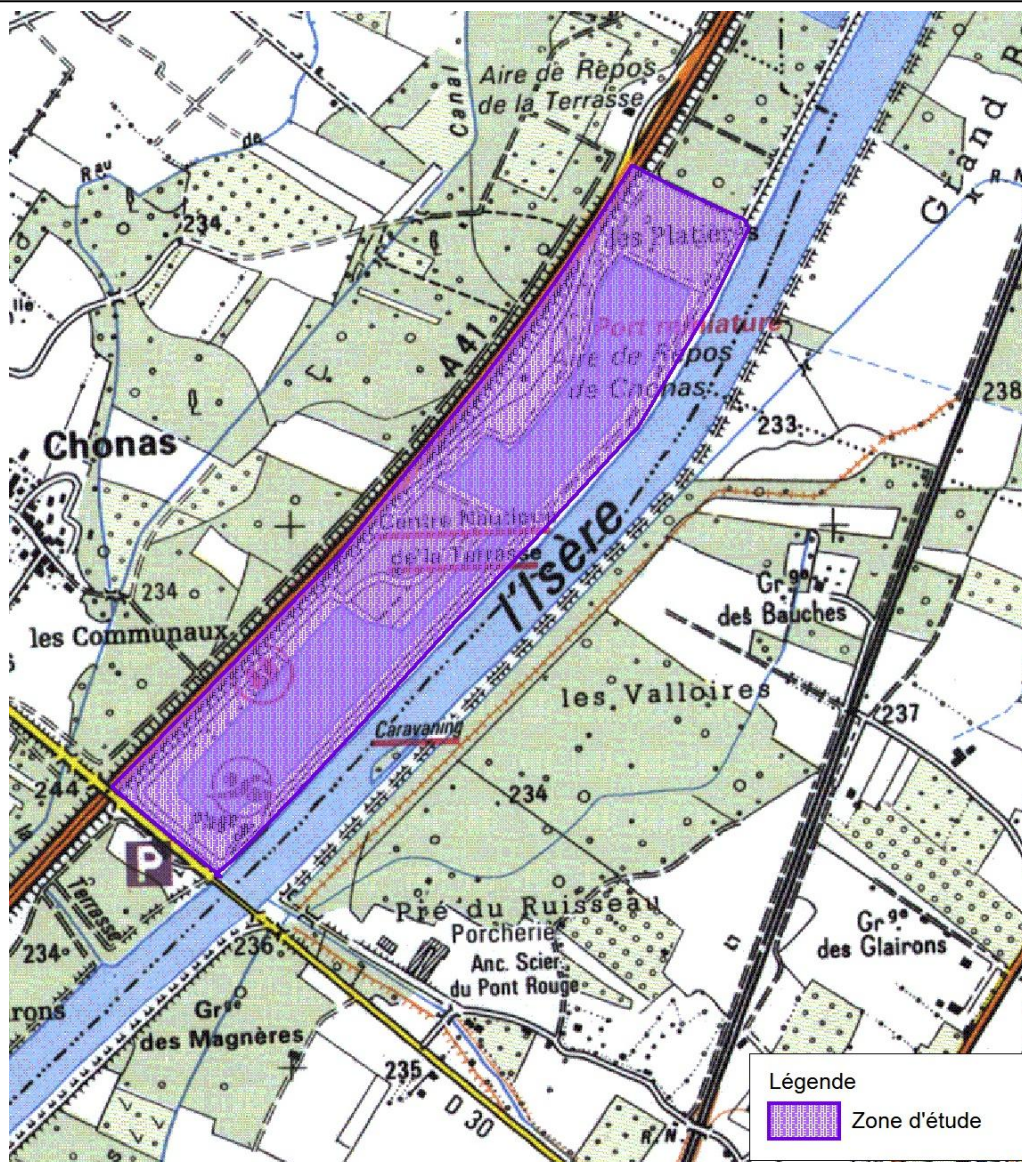 Aire de Repos
de la Terrasse
Canal
Rau de
Grand
R.N.
234
des Platières
Port miniature
A 41
Aire de Repos
de Chonas
238
233
Chonas
Centre Nautique
de la Terrasse
l'Isère
234
Gr ge
des Bauches
les Communaux
les Valloires
237
Caravaning
244
234
P
Terrasse
Pré du Ruisseau
Porcherie
Anc. Scier.
du Pont Rouge
Gr ge
des Glairons
236
234
rons
Gr ge
des Magnères
235
D 30
R.N.
Légende
Zone d'étude